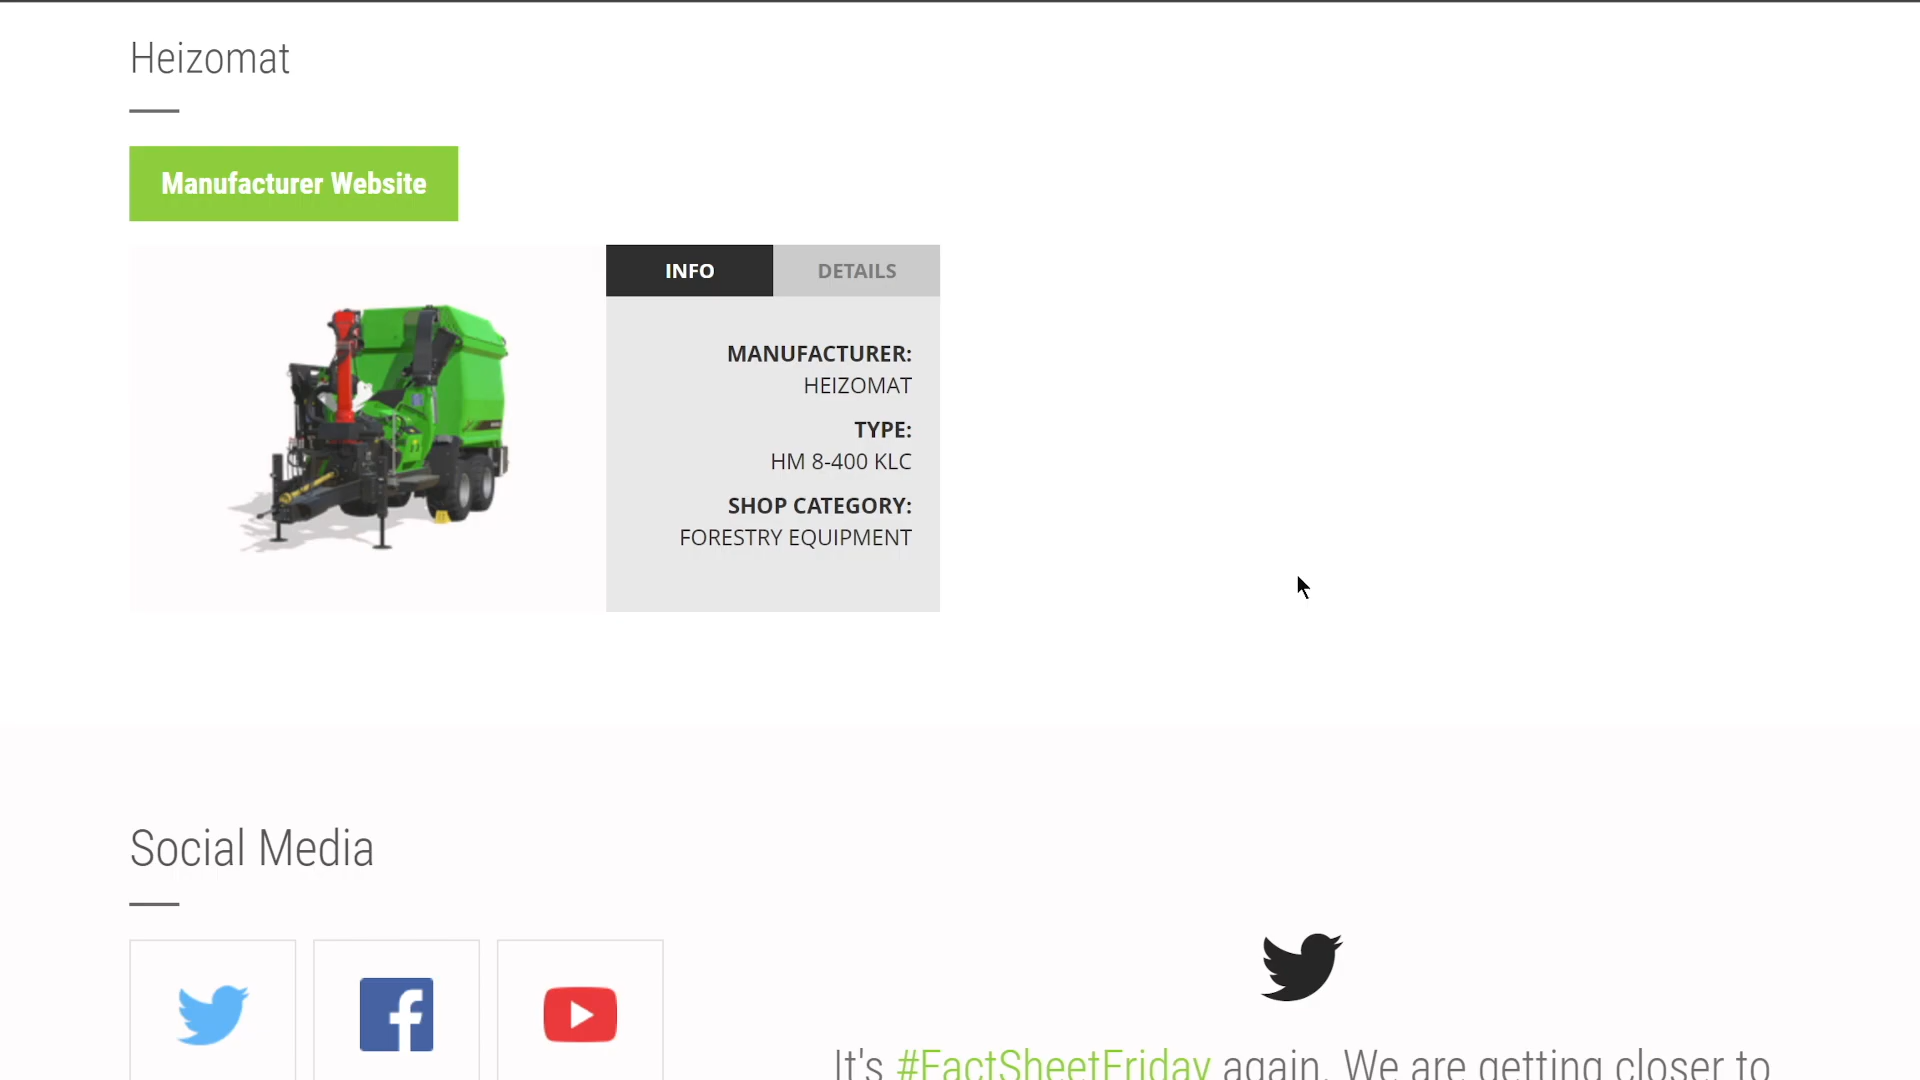 Heizomat
Manufacturer Website
INFO
DETAILS
MANUFACTURER:
HEIZOMAT
TYPE:
HM 8-400 KLC
SHOP CATEGORY:
FORESTRY EQUIPMENT
Social Media
It's #FactSheetFriday again. We are getting closer to